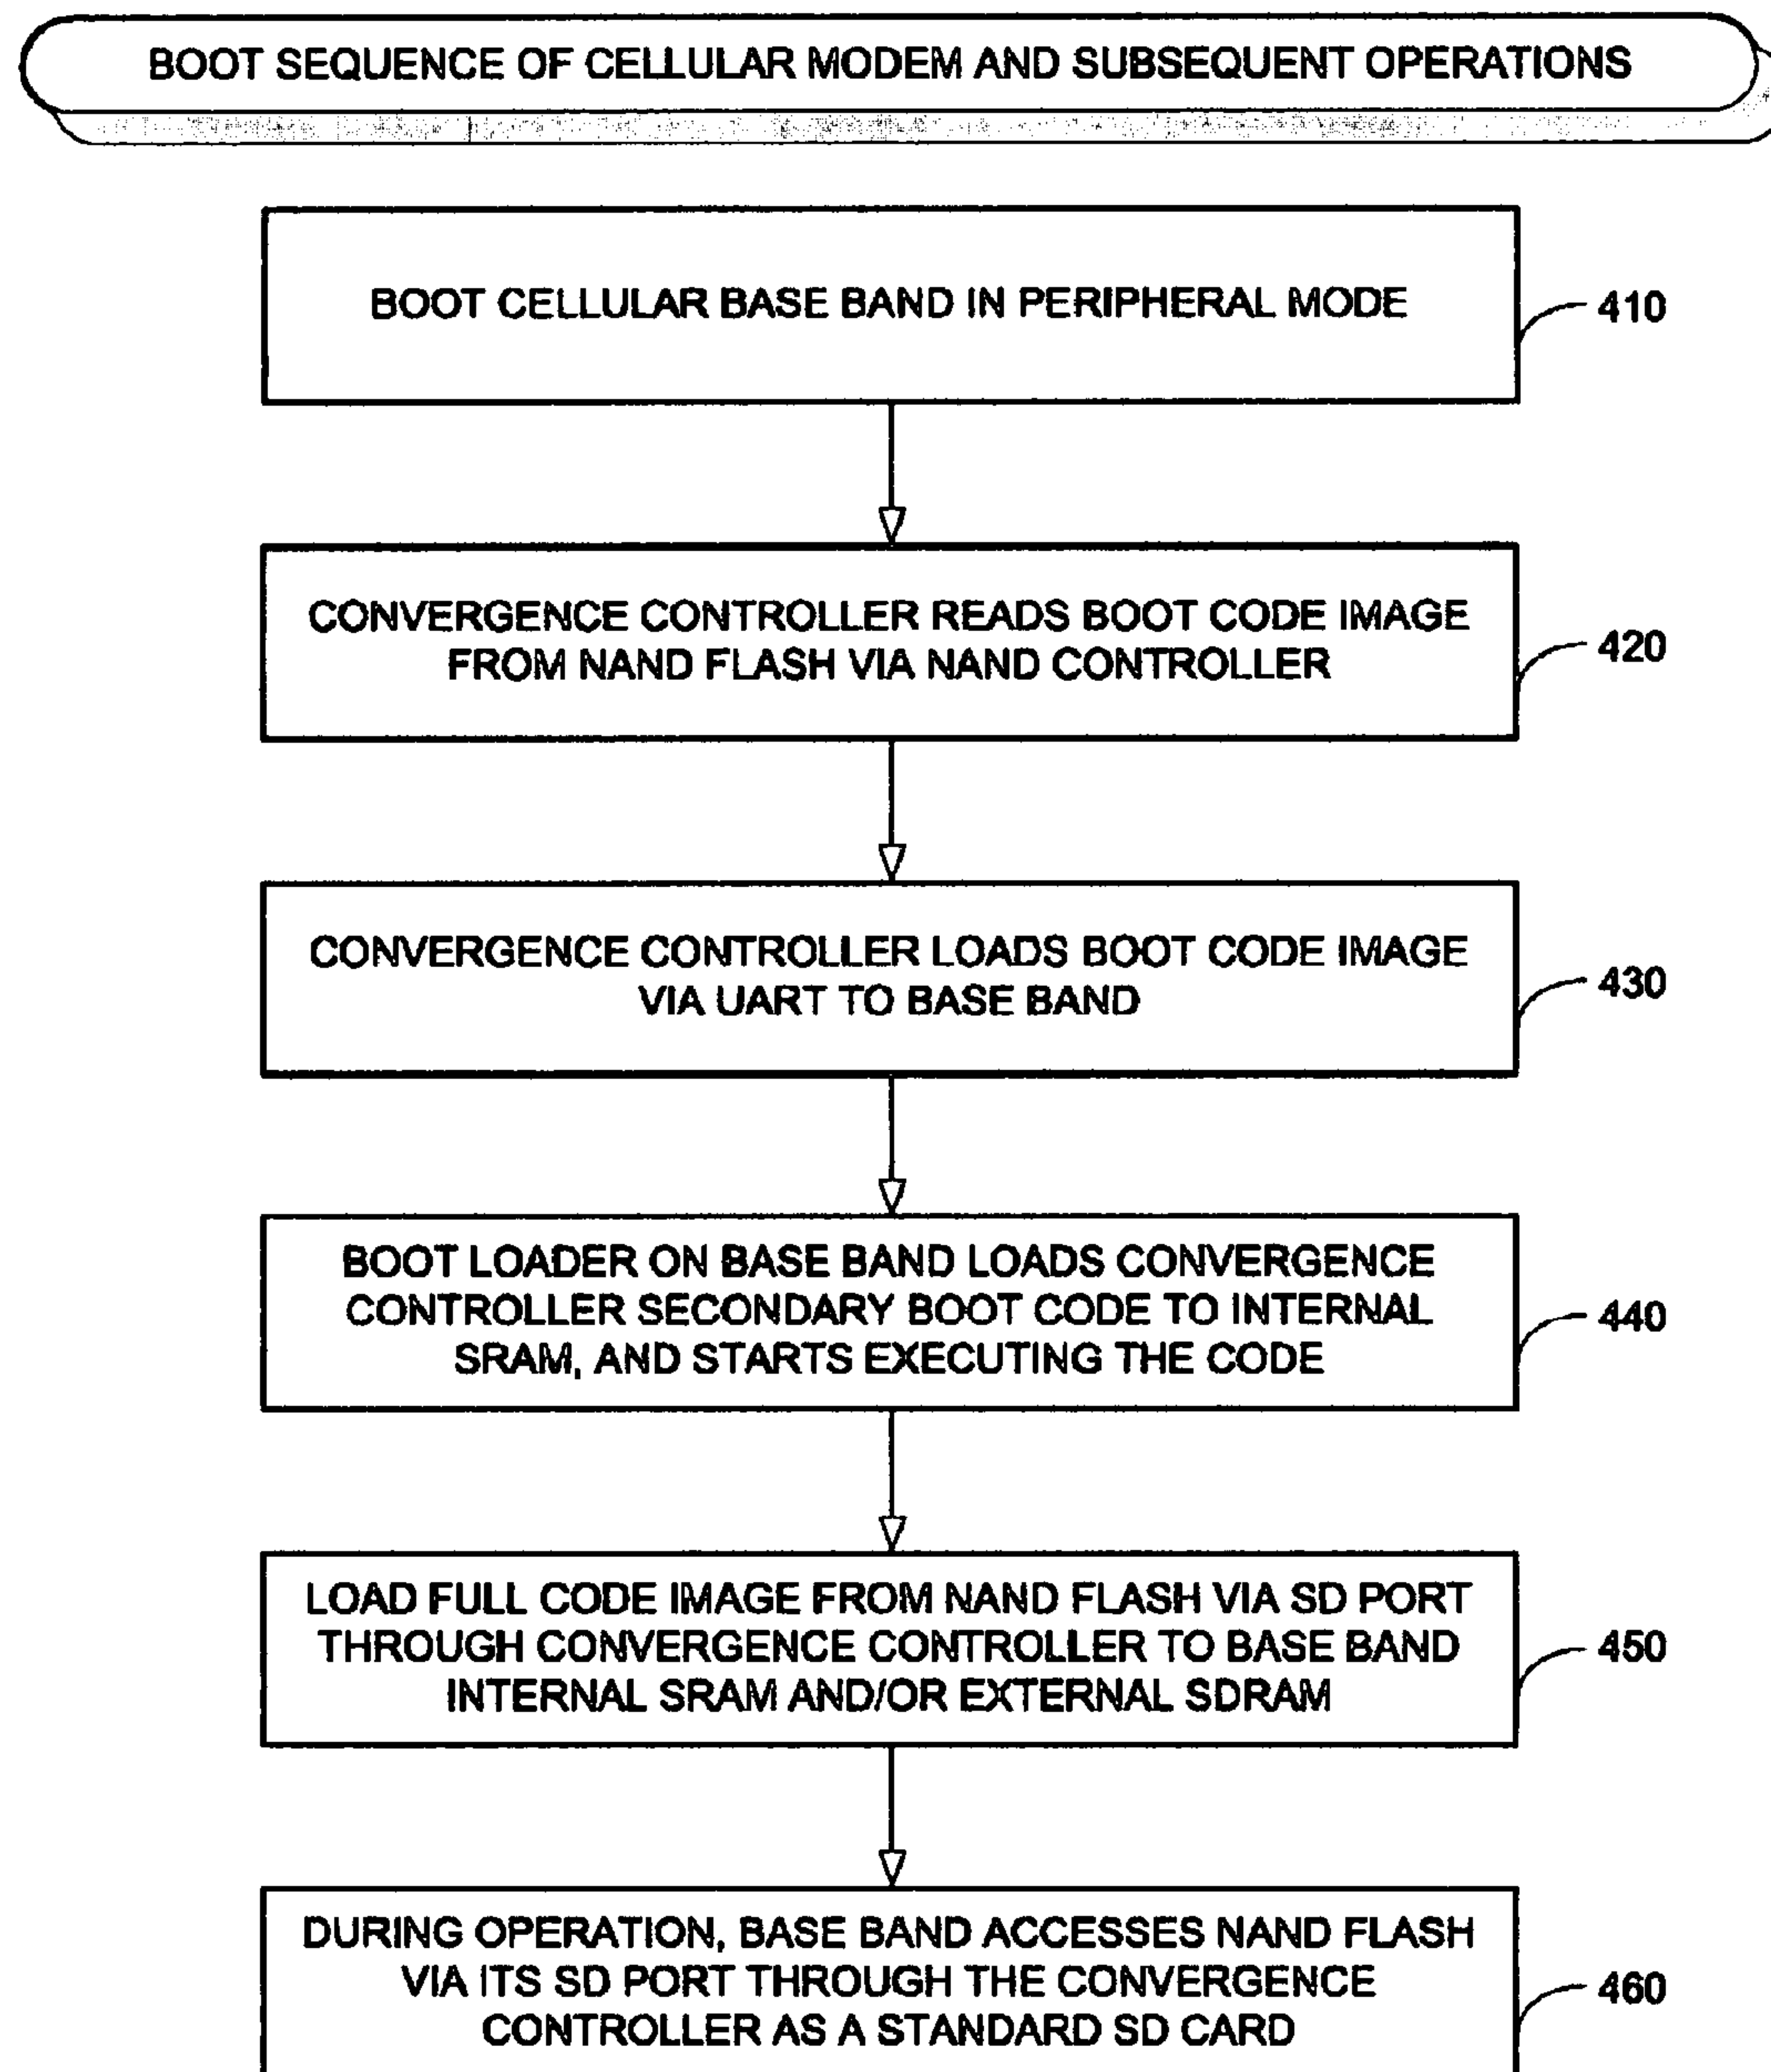 BOOT SEQUENCE OF CELLULAR MODEM AND SUBSEQUENT OPERATIONS
BOOT CELLULAR BASE BAND IN PERIPHERAL MODE
410
CONVERGENCE CONTROLLER READS BOOT CODE IMAGE
FROM NAND FLASH VIA NAND CONTROLLER
420
CONVERGENCE CONTROLLER LOADS BOOT CODE IMAGE
VIA UART TO BASE BAND
430
BOOT LOADER ON BASE BAND LOADS CONVERGENCE
CONTROLLER SECONDARY BOOT CODE TO INTERNAL
SRAM, AND STARTS EXECUTING THE CODE
440
LOAD FULL CODE IMAGE FROM NAND FLASH VIA SD PORT
THROUGH CONVERGENCE CONTROLLER TO BASE BAND
INTERNAL SRAM AND/OR EXTERNAL SDRAM
450
DURING OPERATION, BASE BAND ACCESSES NAND FLASH
VIA ITS SD PORT THROUGH THE CONVERGENCE
CONTROLLER AS A STANDARD SD CARD
460